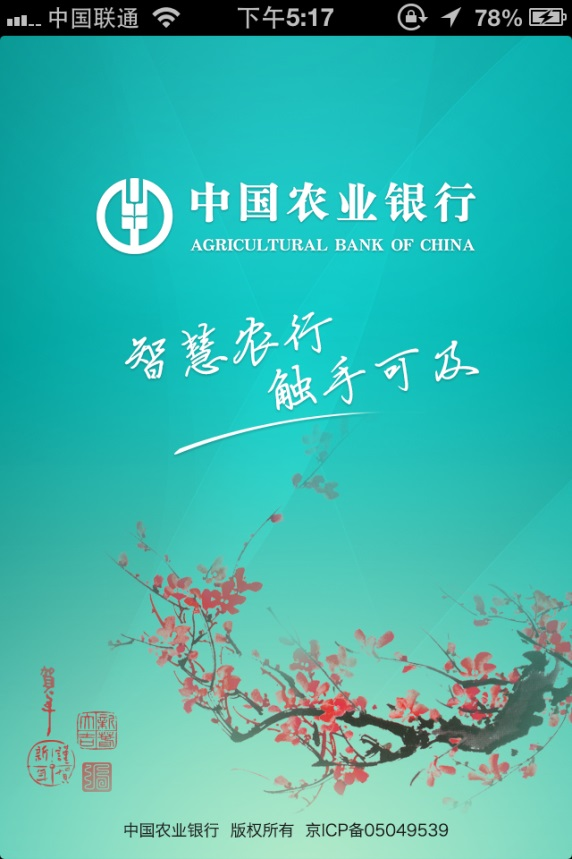 中国联通 下午5:17 78%
中国农业银行
AGRICULTURAL BANK OF CHINA
智慧农行
触手可及
贺年
中国农业银行 版权所有 京ICP备05049539